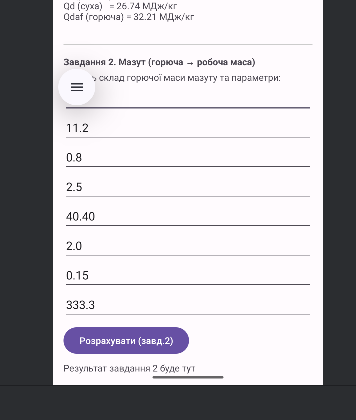 Qd (суха) = 26.74 МДж/кг
Qdaf (горюча) = 32.21 МДж/кг
Завдання 2. Мазут (горюча → робоча маса)
склад горючої маси мазуту та параметри:
11.2
0.8
2.5
40.40
2.0
0.15
333.3
Розрахувати (завд.2)
Результат завдання 2 буде тут